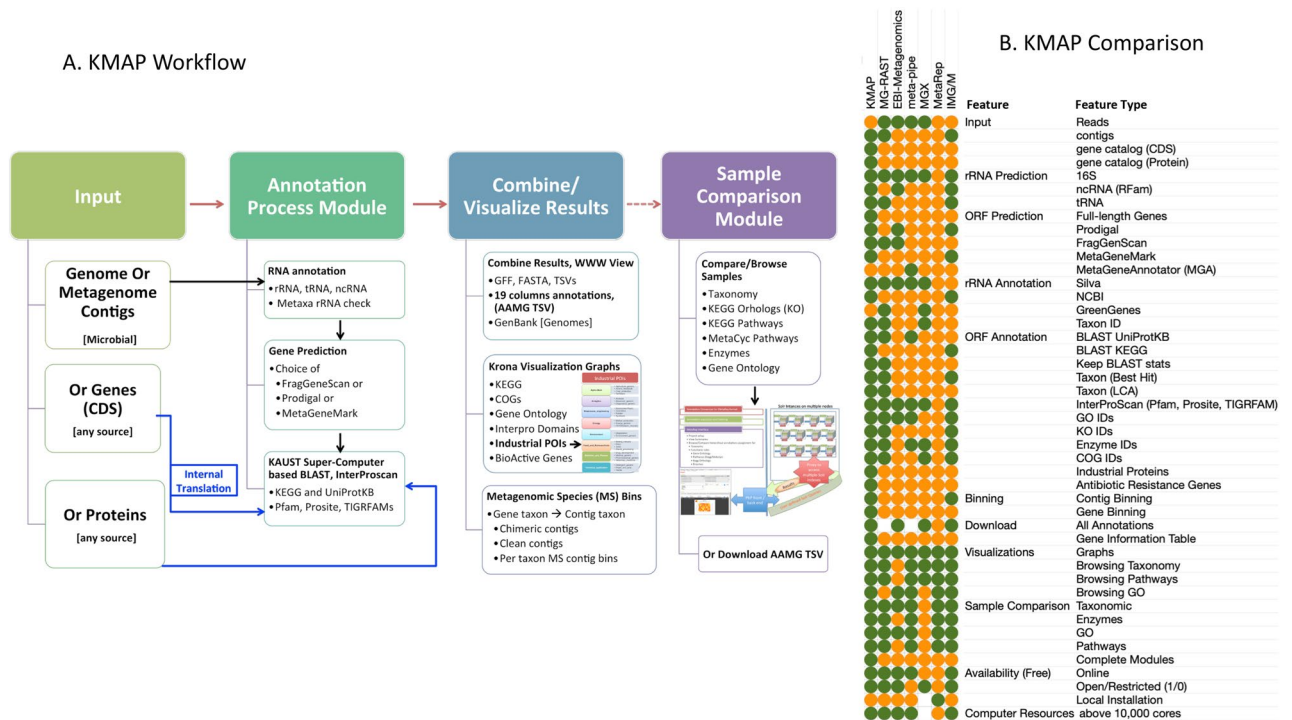 A. KMAP Workflow
Input
Annotation
Process Module
Combine/
Visualize Results
Sample
Comparison
Module
Genome Or
Metagenome
Contigs
[Microbial]
Or Genes
(CDS)
[any source]
Or Proteins
[any source]
Internal
Translation
RNA annotation
•rRNA, tRNA, ncRNA
• Metaxa rRNA check
Gene Prediction
•Choice of
•FragGeneScan or
•Prodigal or
•MetaGeneMark
KAUST Super-Computer
based BLAST, InterProscan
•KEGG and UniProtKB
•Pfam, Prosite, TIGRFAMs
Combine Results, WWW View
•GFF, FASTA, TSVs
•19 columns annotations,
(AAMG TSV)
•GenBank [Genomes]
Krona Visualization Graphs
•KEGG
•COGs
•Gene Ontology
•Interpro Domains
•Industrial POIs
•BioActive Genes
Industrial POIs
Metagenomic Species (MS) Bins
•Gene taxon → Contig taxon
•Chimeric contigs
•Clean contigs
•Per taxon MS contig bins
Compare/Browse
Samples
•Taxonomy
•KEGG Orhologs (KO)
•KEGG Pathways
•MetaCyc Pathways
•Enzymes
•Gene Ontology
Or Download AAMG TSV
B. KMAP Comparison
KMAP
MG-RAST
EBI-Metagenomics
meta-pipe
MGX
MetaRep
IMG/M
Feature Feature Type
Input Reads
contigs
gene catalog (CDS)
gene catalog (Protein)
rRNA Prediction 16S
ncRNA (RFam)
tRNA
ORF Prediction Full-length Genes
Prodigal
FragGenScan
MetaGeneMark
MetaGeneAnnotator (MGA)
rRNA Annotation Silva
NCBI
GreenGenes
Taxon ID
ORF Annotation BLAST UniProtKB
BLAST KEGG
Keep BLAST stats
Taxon (Best Hit)
Taxon (LCA)
InterProScan (Pfam, Prosite, TIGRFAM)
GO IDs
KO IDs
Enzyme IDs
COG IDs
Industrial Proteins
Antibiotic Resistance Genes
Binning Contig Binning
Gene Binning
Download All Annotations
Gene Information Table
Visualizations Graphs
Browsing Taxonomy
Browsing Pathways
Browsing GO
Sample Comparison Taxonomic
Enzymes
GO
Pathways
Complete Modules
Availability (Free) Online
Open/Restricted (1/0)
Local Installation
Computer Resources above 10,000 cores